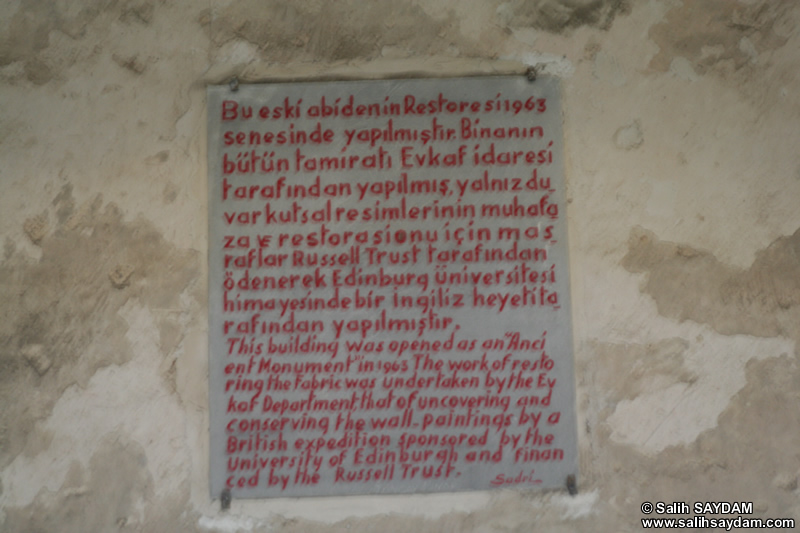 Bu eski abidenin Restoresi 1963
senesinde yapılmıştır. Binanın
bütün tamiratı Evkaf idaresi
tarafından yapılmış, yalnız du_
var kutsal resimlerinin muhafa_
za ve restorasionu için mas_
raflar Russell Trust tarafından
ödenerek Edinburg üniversitesi
himayesinde bir ingiliz heyeti ta_
rafından yapılmıştır.
This building was opened as an "Anci
ent Monument" in 1963 The work of resto
ring the fabric was undertaken by the Ev
kaf Department, that of uncovering and
conserving the wall-paintings by a
British expedition sponsored by the
University of Edinburgh and finan
ced by the Russell Trust.
Sadri
© Salih SAYDAM
www.salihsaydam.com